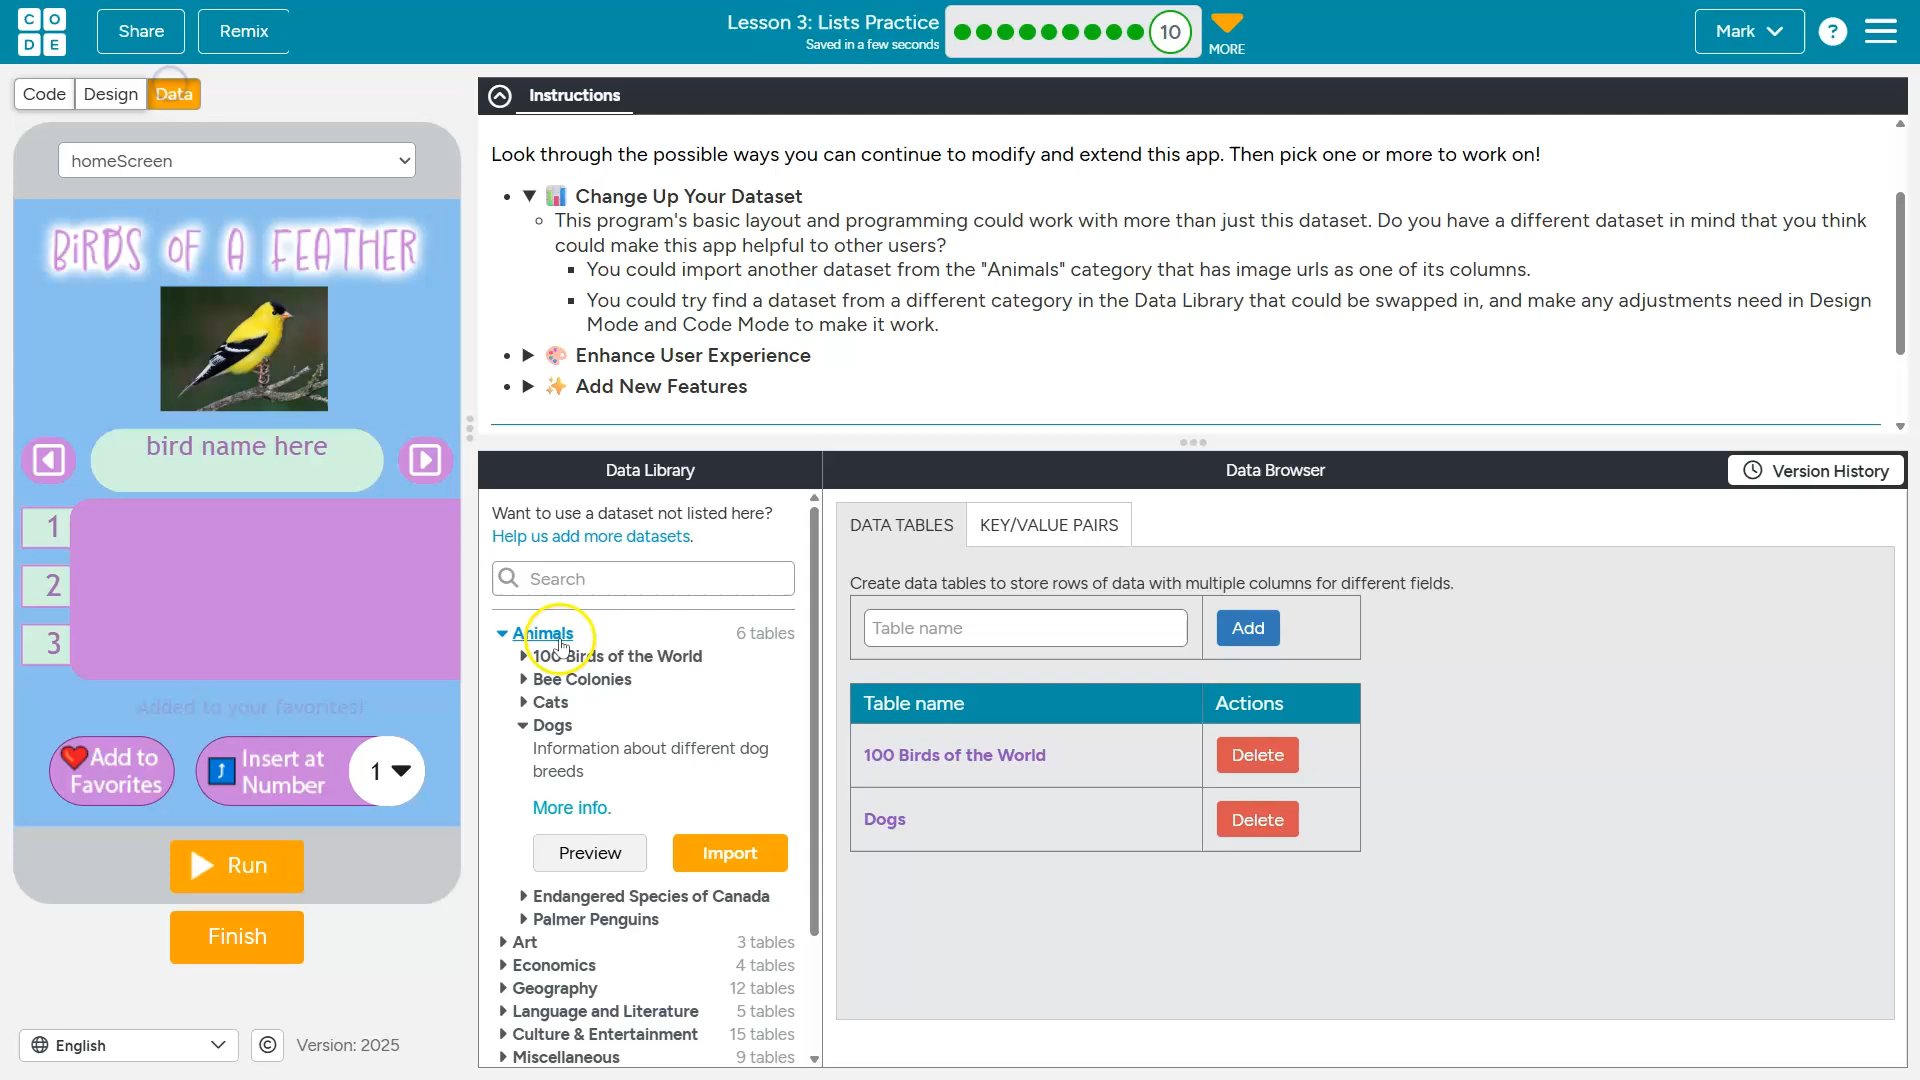 CODE
Share
Remix
Lesson 3: Lists Practice
Saved in a few seconds
10
MORE
Mark
?
Code
Design
Data
homeScreen
BIRDS OF A FEATHER
bird name here
1
2
3
Added to your favorites!
Add to
Favorites
Insert at
Number
1
Run
Finish
English
©
Version: 2025
Instructions
Look through the possible ways you can continue to modify and extend this app. Then pick one or more to work on!
Change Up Your Dataset
This program's basic layout and programming could work with more than just this dataset. Do you have a different dataset in mind that you think
could make this app helpful to other users?
You could import another dataset from the "Animals" category that has image urls as one of its columns.
You could try find a dataset from a different category in the Data Library that could be swapped in, and make any adjustments need in Design
Mode and Code Mode to make it work.
Enhance User Experience
Add New Features
Data Library
Want to use a dataset not listed here?
Help us add more datasets.
Search
Animals 6 tables
100 Birds of the World
Bee Colonies
Cats
Dogs
Information about different dog
breeds
More info.
Preview
Import
Endangered Species of Canada
Palmer Penguins
Art 3 tables
Economics 4 tables
Geography 12 tables
Language and Literature 5 tables
Culture & Entertainment 15 tables
Miscellaneous 9 tables
Data Browser
Version History
DATA TABLES
KEY/VALUE PAIRS
Create data tables to store rows of data with multiple columns for different fields.
Table name
Add
Table name Actions
100 Birds of the World Delete
Dogs Delete